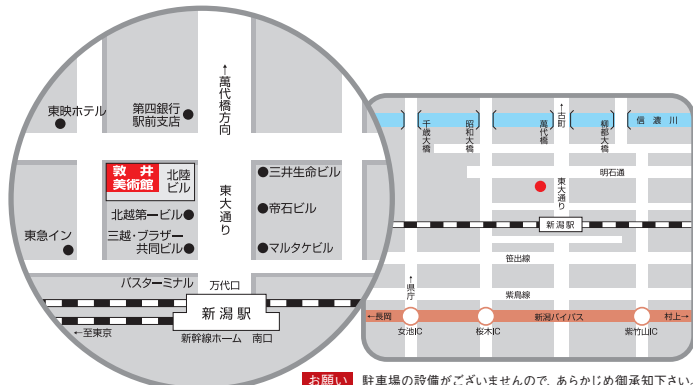 ←萬代橋方向
東映ホテル
第四銀行
駅前支店
敦井
美術館
北陸
ビル
三井生命ビル
東大通り
北越第一ビル
帝石ビル
東急イン
三越・ブラザー
共同ビル
マルタケビル
バスターミナル
万代口
新潟駅
←至東京
新幹線ホーム
南口
←古町
千歳大橋
昭和大橋
萬代橋
柳都大橋
信濃川
明石通
東大通り
新潟駅
笹出線
←県庁
紫鳥線
←長岡
新潟バイパス
村上→
女池IC
桜木IC
紫竹山IC
お願い 駐車場の設備がございませんので、あらかじめ御承知下さい。